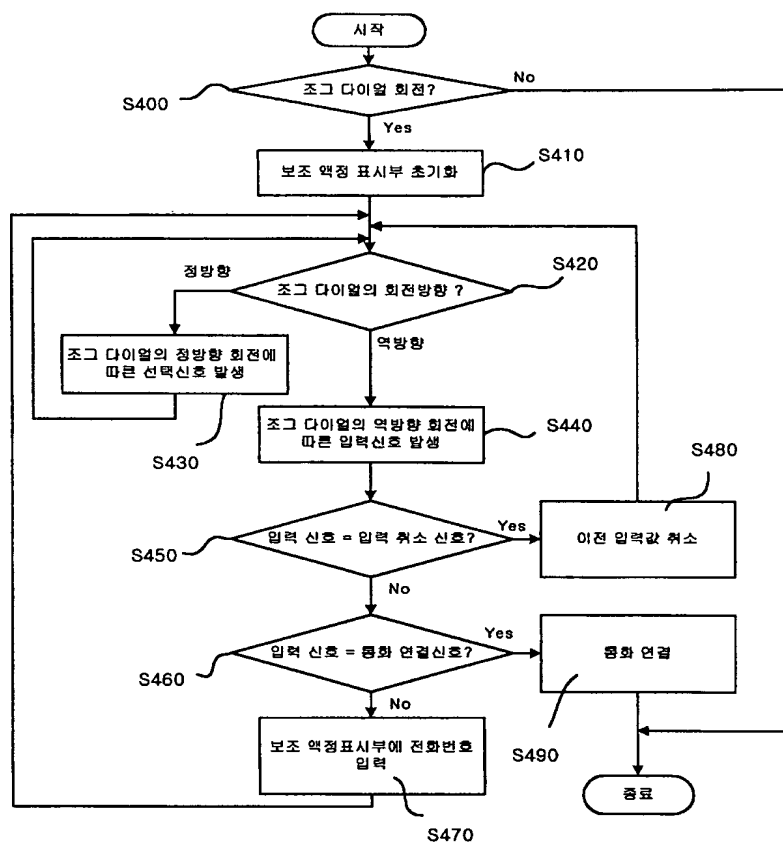 시작
조그 다이얼 회전?
No
S400
Yes
보조 액정 표시부 초기화
S410
정방향
조그 다이얼의 회전방향 ?
S420
조그 다이얼의 정방향 회전에
따른 선택신호 발생
역방향
S430
조그 다이얼의 역방향 회전에
따른 입력신호 발생
S440
S480
S450
입력 신호 = 입력 취소 신호?
Yes
이전 입력값 취소
No
S460
입력 신호 = 통화 연결신호?
Yes
통화 연결
No
보조 액정표시부에 전화번호
입력
S490
종료
S470